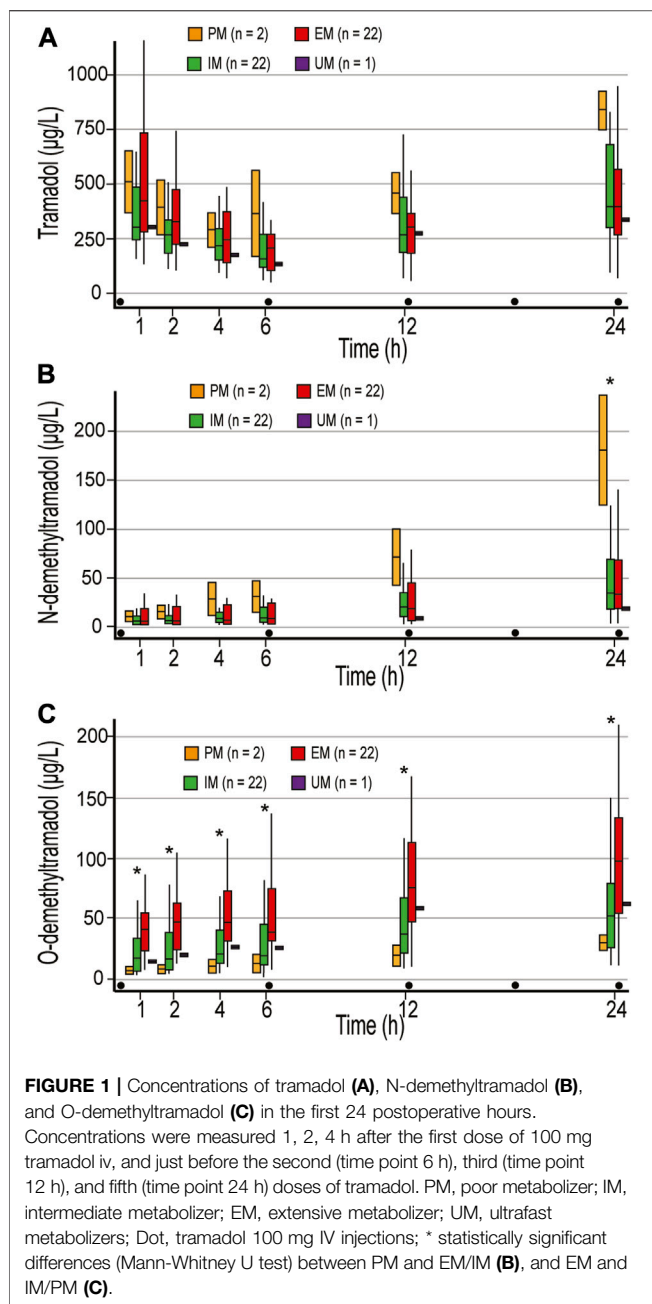 A
PM (n = 2) EM (n = 22)
IM (n = 22) UM (n = 1)
Tramadol (µg/L)
1000
750
500
250
0
1 2 4 6 12 24
Time (h)
B
PM (n = 2) EM (n = 22)
IM (n = 22) UM (n = 1)
N-demethyltramadol (µg/L)
*
200
150
100
50
0
1 2 4 6 12 24
Time (h)
C
PM (n = 2) EM (n = 22)
IM (n = 22) UM (n = 1)
O-demethyltramadol (µg/L)
* * * * * *
200
150
100
50
0
1 2 4 6 12 24
Time (h)
FIGURE 1 | Concentrations of tramadol (A), N-demethyltramadol (B),
and O-demethyltramadol (C) in the first 24 postoperative hours.
Concentrations were measured 1, 2, 4 h after the first dose of 100 mg
tramadol iv, and just before the second (time point 6 h), third (time point
12 h), and fifth (time point 24 h) doses of tramadol. PM, poor metabolizer; IM,
intermediate metabolizer; EM, extensive metabolizer; UM, ultrafast
metabolizers; Dot, tramadol 100 mg IV injections; * statistically significant
differences (Mann-Whitney U test) between PM and EM/IM (B), and EM and
IM/PM (C).